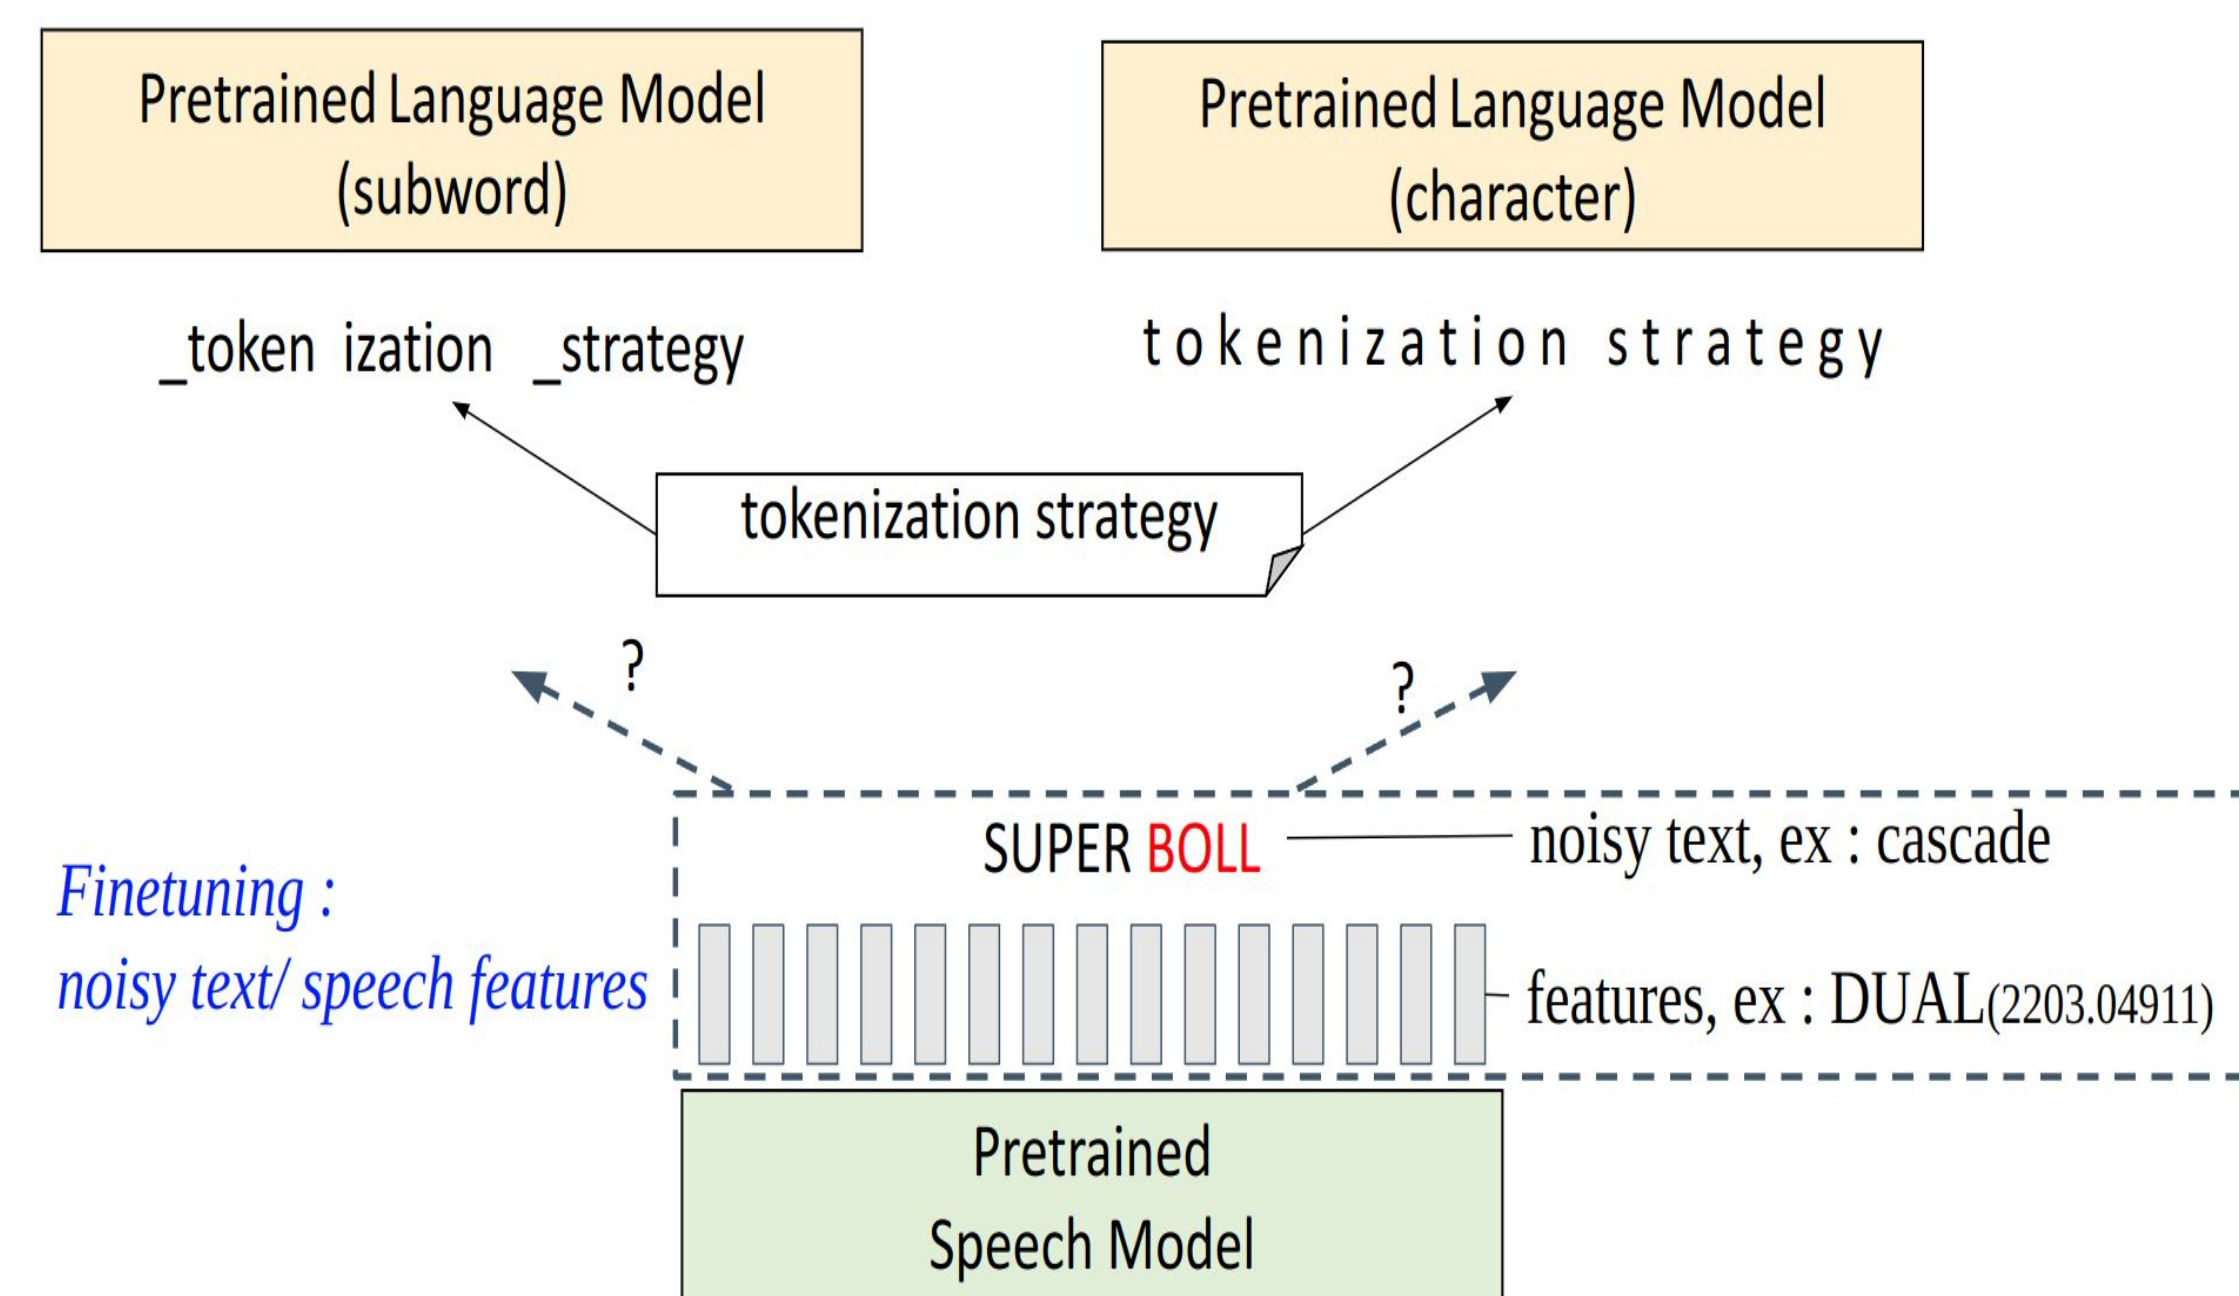 Pretrained Language Model
(subword)
Pretrained Language Model
(character)
_token ization _strategy
t o k e n i z a t i o n s t r a t e g y
tokenization strategy
?
?
SUPER BOLL
noisy text, ex : cascade
Finetuning :
noisy text/ speech features
features, ex : DUAL(2203.04911)
Pretrained
Speech Model